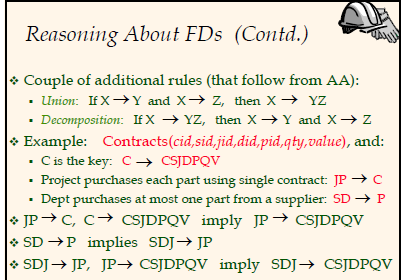 Reasoning About FDs (Contd.)
❖ Couple of additional rules (that follow from AA):
▪ Union: If X → Y and X → Z, then X → YZ
▪ Decomposition: If X → YZ, then X → Y and X → Z
❖ Example: Contracts(cid,sid,jid,did,pid,qty,value), and:
▪ C is the key: C → CSJDPQV
▪ Project purchases each part using single contract: JP → C
▪ Dept purchases at most one part from a supplier: SD → P
❖ JP → C, C → CSJDPQV imply JP → CSJDPQV
❖ SD → P implies SDJ → JP
❖ SDJ → JP, JP → CSJDPQV imply SDJ → CSJDPQV